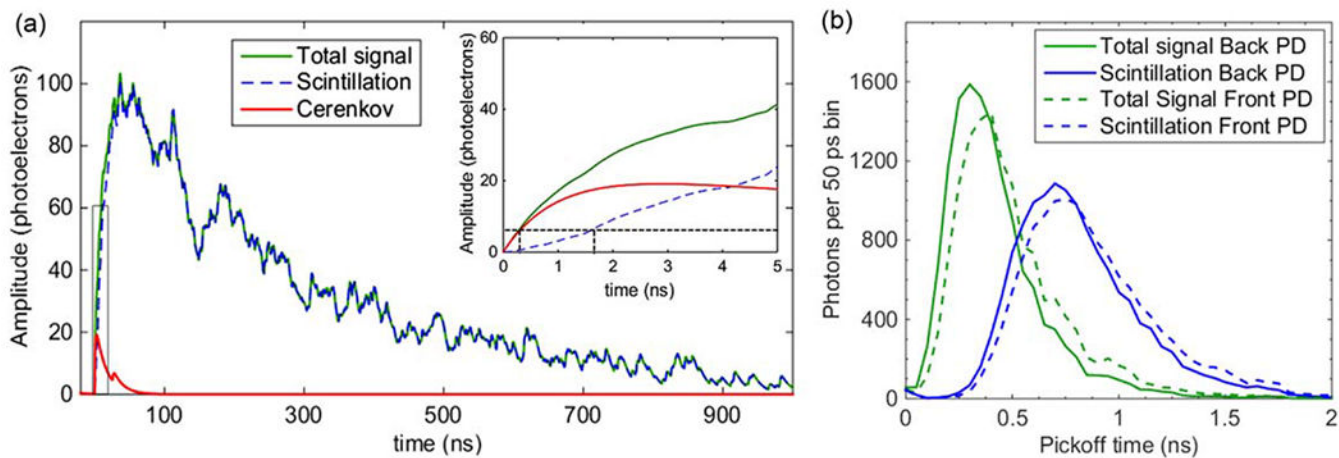 (a)
Amplitude (photoelectrons)
100
80
60
40
20
0
Total signal
Scintillation
Cerenkov
Amplitude (photoelectrons)
60
40
20
0
0 1 2 3 4 5
time (ns)
100 300 500 700 900
time (ns)
(b)
Photons per 50 ps bin
1600
1200
800
400
0
Total signal Back PD
Scintillation Back PD
Total Signal Front PD
Scintillation Front PD
0 0.5 1 1.5 2
Pickoff time (ns)